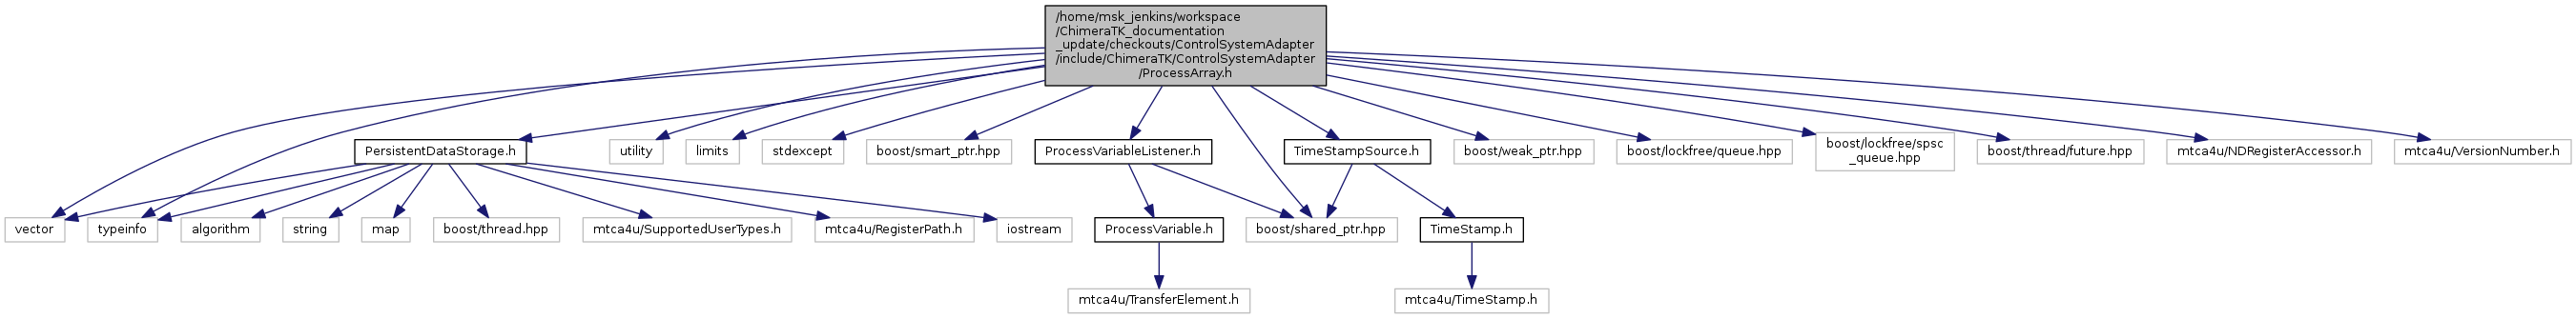 /home/msk_jenkins/workspace
/ChimeraTK_documentation
_update/checkouts/ControlSystemAdapter
/include/ChimeraTK/ControlSystemAdapter
/ProcessArray.h
PersistentDataStorage.h
utility
limits
stdexcept
boost/smart_ptr.hpp
ProcessVariableListener.h
TimeStampSource.h
boost/weak_ptr.hpp
boost/lockfree/queue.hpp
boost/lockfree/spsc
_queue.hpp
boost/thread/future.hpp
mtca4u/NDRegisterAccessor.h
mtca4u/VersionNumber.h
vector
typeinfo
algorithm
string
map
boost/thread.hpp
mtca4u/SupportedUserTypes.h
mtca4u/RegisterPath.h
iostream
ProcessVariable.h
boost/shared_ptr.hpp
TimeStamp.h
mtca4u/TransferElement.h
mtca4u/TimeStamp.h